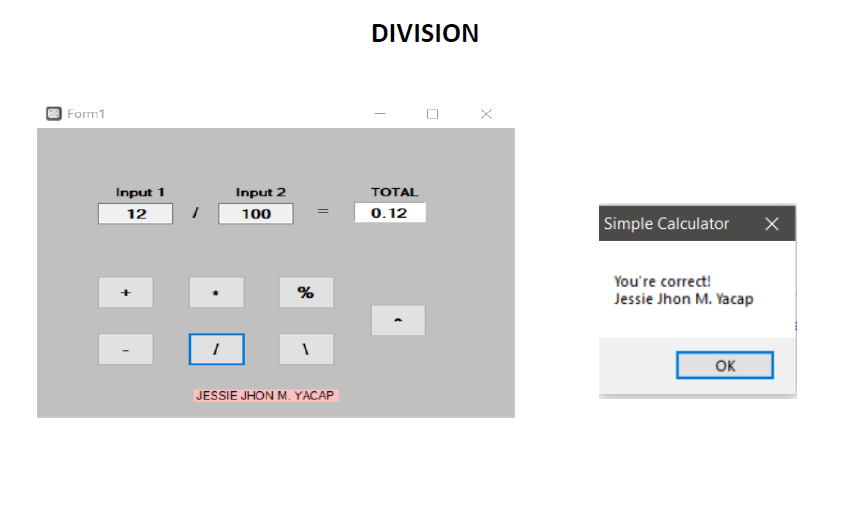 DIVISION
Form1
Input 1 Input 2 TOTAL
12 / 100 = 0.12
+ * % ^
- / \
JESSIE JHON M. YACAP
Simple Calculator
You're correct!
Jessie Jhon M. Yacap
OK